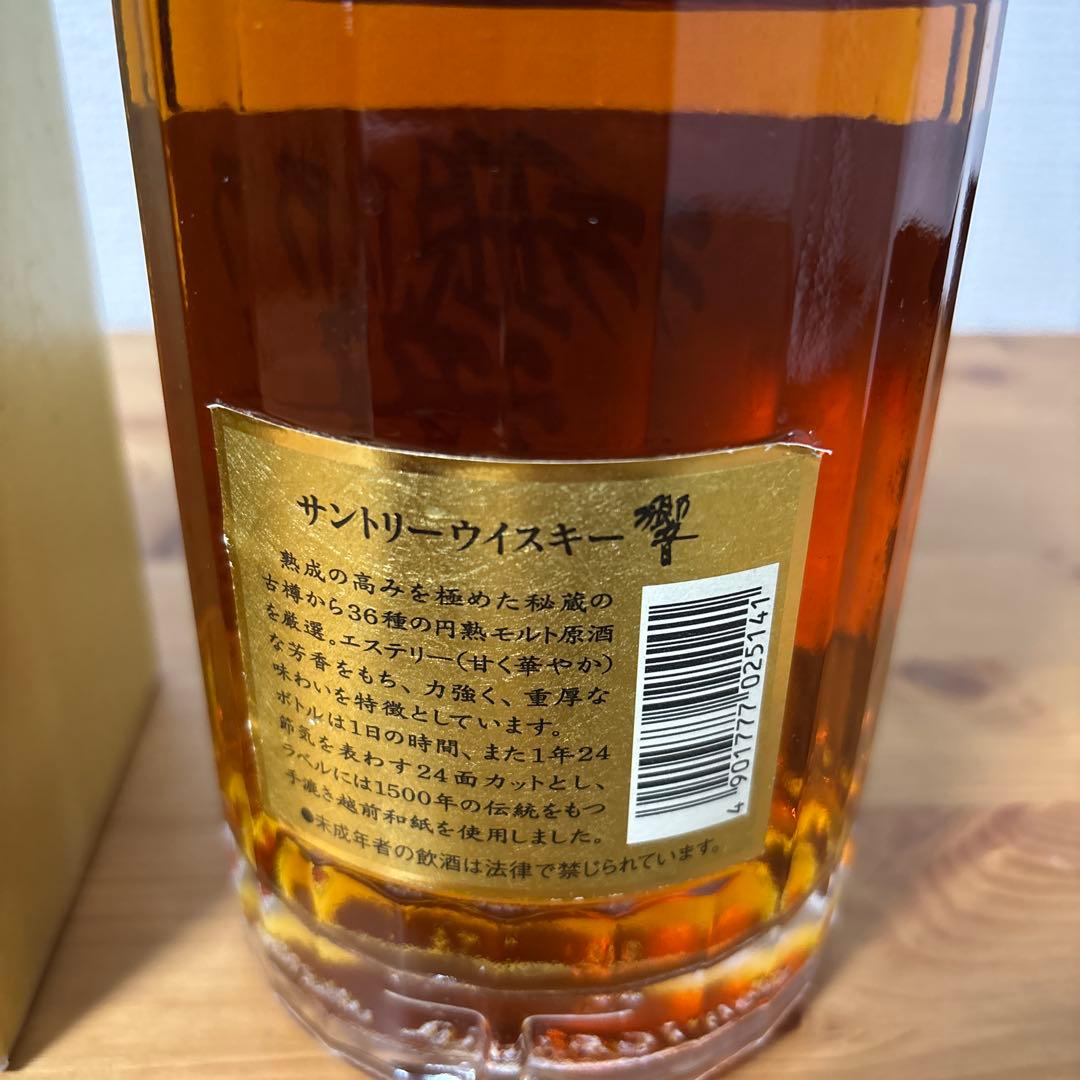 サントリーウイスキー響
熟成の高みを極めた秘蔵の
古樽から36種の円熟モルト原酒
を厳選。エステリー(甘く華やか)
な芳香をもち、力強く、重厚な
味わいを特徴としています。
ボトルは1日の時間、また1年24
節気を表わす24面カットとし、
ラベルには1500年の伝統をもつ
手漉き越前和紙を使用しました。
●未成年者の飲酒は法律で禁じられています。
4 901777 025141